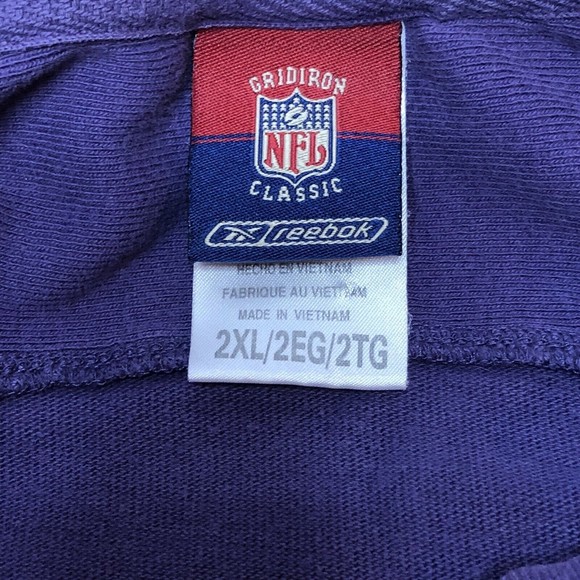 GRIDIRON
NFL
CLASSIC
reebok
HECHO EN VIETNAM
FABRIQUE AU VIETNAM
MADE IN VIETNAM
2XL/2EG/2TG